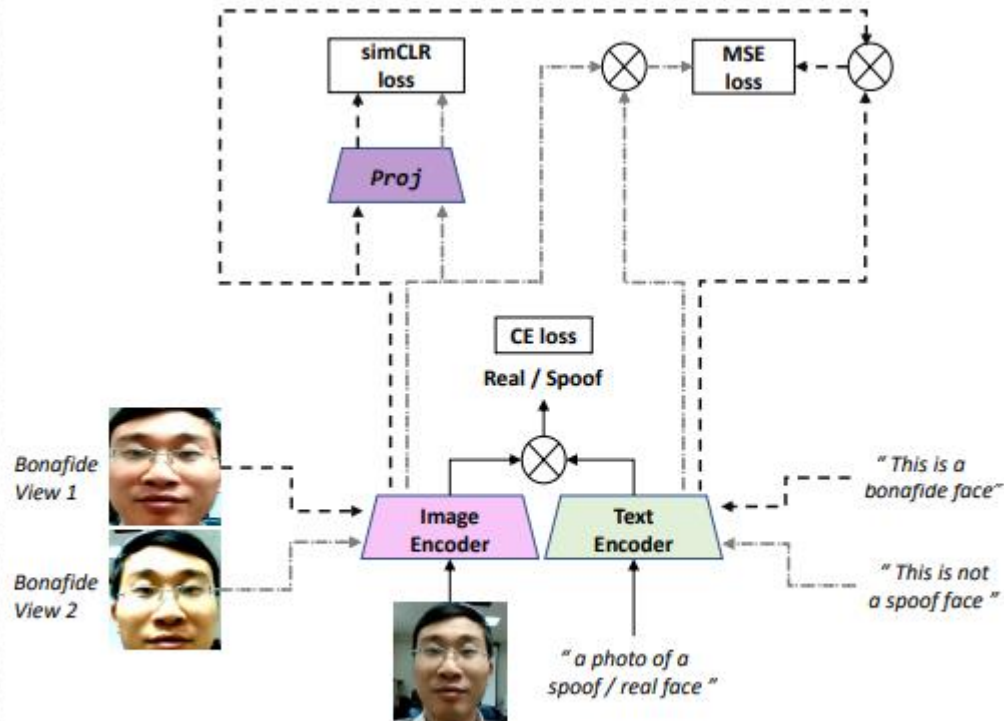 simCLR
loss
MSE
loss
Proj
CE loss
Real / Spoof
Bonafide
View 1
Image
Encoder
Text
Encoder
" This is a
bonafide face"
Bonafide
View 2
" This is not
a spoof face "
" a photo of a
spoof / real face "